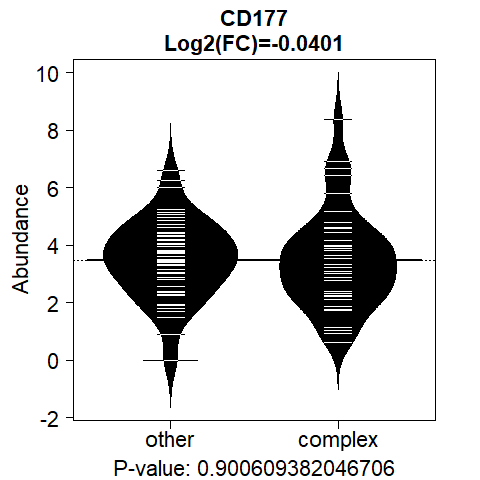 CD177
Log2(FC)=-0.0401
Abundance
10
8
6
4
2
0
-2
other complex
P-value: 0.900609382046706